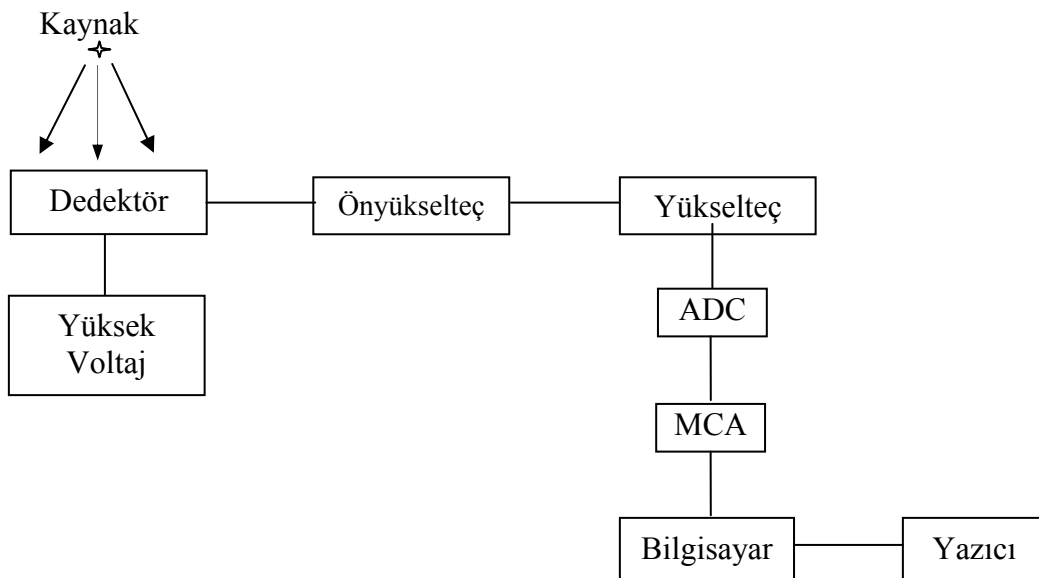 Kaynak
Dedektör
Önyükselteç
Yükselteç
Yüksek
Voltaj
ADC
MCA
Bilgisayar
Yazıcı